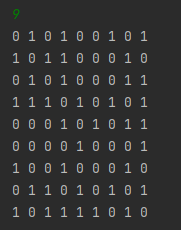 9
0 1 0 1 0 0 1 0 1
1 0 1 1 0 0 0 1 0
0 1 0 1 0 0 0 1 1
1 1 1 0 1 0 1 0 1
0 0 0 1 0 1 0 1 1
0 0 0 0 1 0 0 0 1
1 0 0 1 0 0 0 1 0
0 1 1 0 1 0 1 0 1
1 0 1 1 1 1 0 1 0